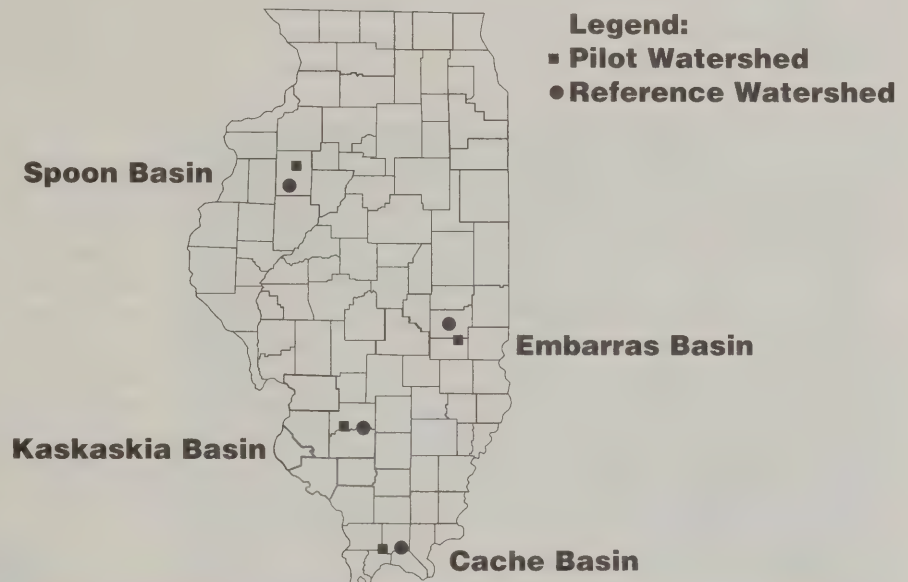 Legend:
Pilot Watershed
Reference Watershed
Spoon Basin
Embarras Basin
Kaskaskia Basin
Cache Basin